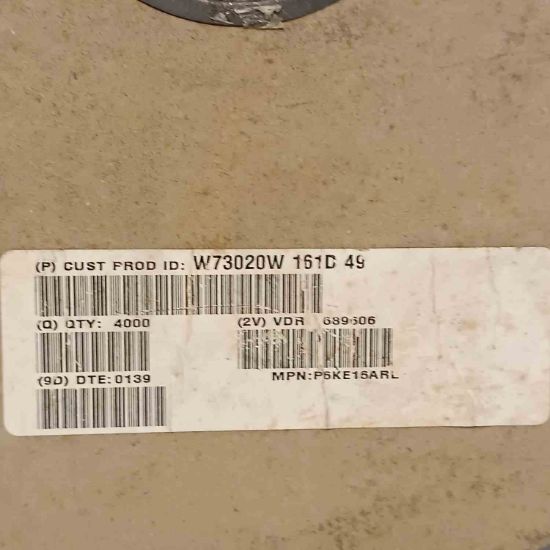 (P) CUST PROD ID: W73020W 161D 49
(Q) QTY: 4000
(2V) VDR 689606
(9D) DTE:0139
MPN:P6KE15ARL